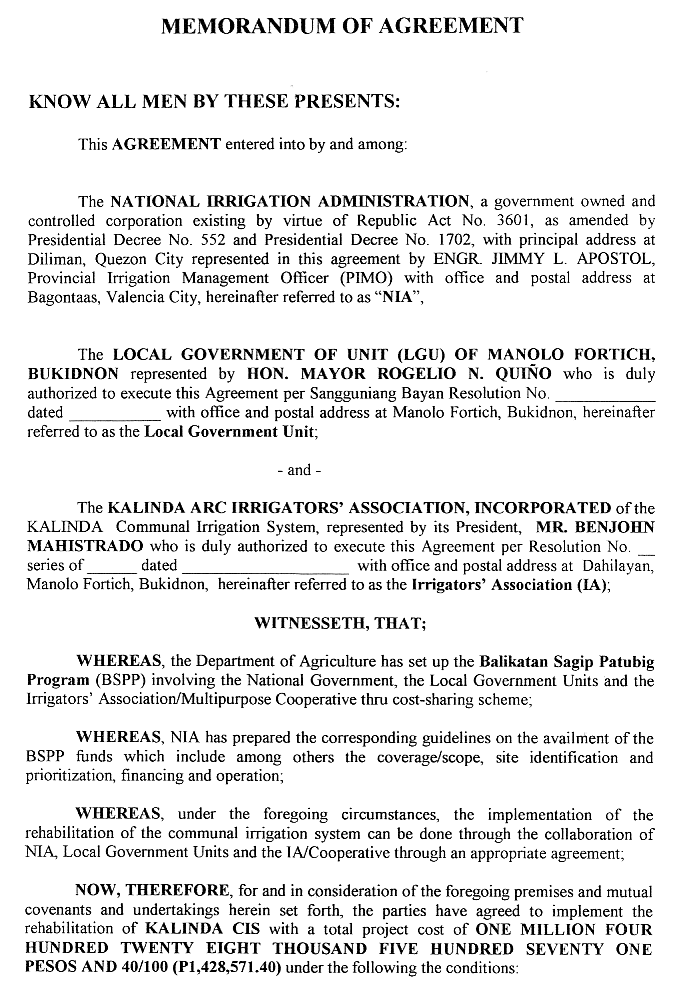 MEMORANDUM OF AGREEMENT
KNOW ALL MEN BY THESE PRESENTS:
This AGREEMENT entered into by and among:
The NATIONAL IRRIGATION ADMINISTRATION, a government owned and
controlled corporation existing by virtue of Republic Act No. 3601, as amended by
Presidential Decree No. 552 and Presidential Decree No. 1702, with principal address at
Diliman, Quezon City represented in this agreement by ENGR. JIMMY L. APOSTOL,
Provincial Irrigation Management Officer (PIMO) with office and postal address at
Bagontaas, Valencia City, hereinafter referred to as “NIA”,
The LOCAL GOVERNMENT OF UNIT (LGU) OF MANOLO FORTICH,
BUKIDNON represented by HON. MAYOR ROGELIO N. QUIÑO who is duly
authorized to execute this Agreement per Sangguniang Bayan Resolution No. ____________
dated ___________ with office and postal address at Manolo Fortich, Bukidnon, hereinafter
referred to as the Local Government Unit;
- and -
The KALINDA ARC IRRIGATORS’ ASSOCIATION, INCORPORATED of the
KALINDA Communal Irrigation System, represented by its President, MR. BENJOHN
MAHISTRADO who is duly authorized to execute this Agreement per Resolution No. __
series of ______ dated ____________________ with office and postal address at Dahilayan,
Manolo Fortich, Bukidnon, hereinafter referred to as the Irrigators’ Association (IA);
WITNESSETH, THAT;
WHEREAS, the Department of Agriculture has set up the Balikatan Sagip Patubig
Program (BSPP) involving the National Government, the Local Government Units and the
Irrigators’ Association/Multipurpose Cooperative thru cost-sharing scheme;
WHEREAS, NIA has prepared the corresponding guidelines on the availment of the
BSPP funds which include among others the coverage/scope, site identification and
prioritization, financing and operation;
WHEREAS, under the foregoing circumstances, the implementation of the
rehabilitation of the communal irrigation system can be done through the collaboration of
NIA, Local Government Units and the IA/Cooperative through an appropriate agreement;
NOW, THEREFORE, for and in consideration of the foregoing premises and mutual
covenants and undertakings herein set forth, the parties have agreed to implement the
rehabilitation of KALINDA CIS with a total project cost of ONE MILLION FOUR
HUNDRED TWENTY EIGHT THOUSAND FIVE HUNDRED SEVENTY ONE
PESOS AND 40/100 (P1,428,571.40) under the following the conditions: